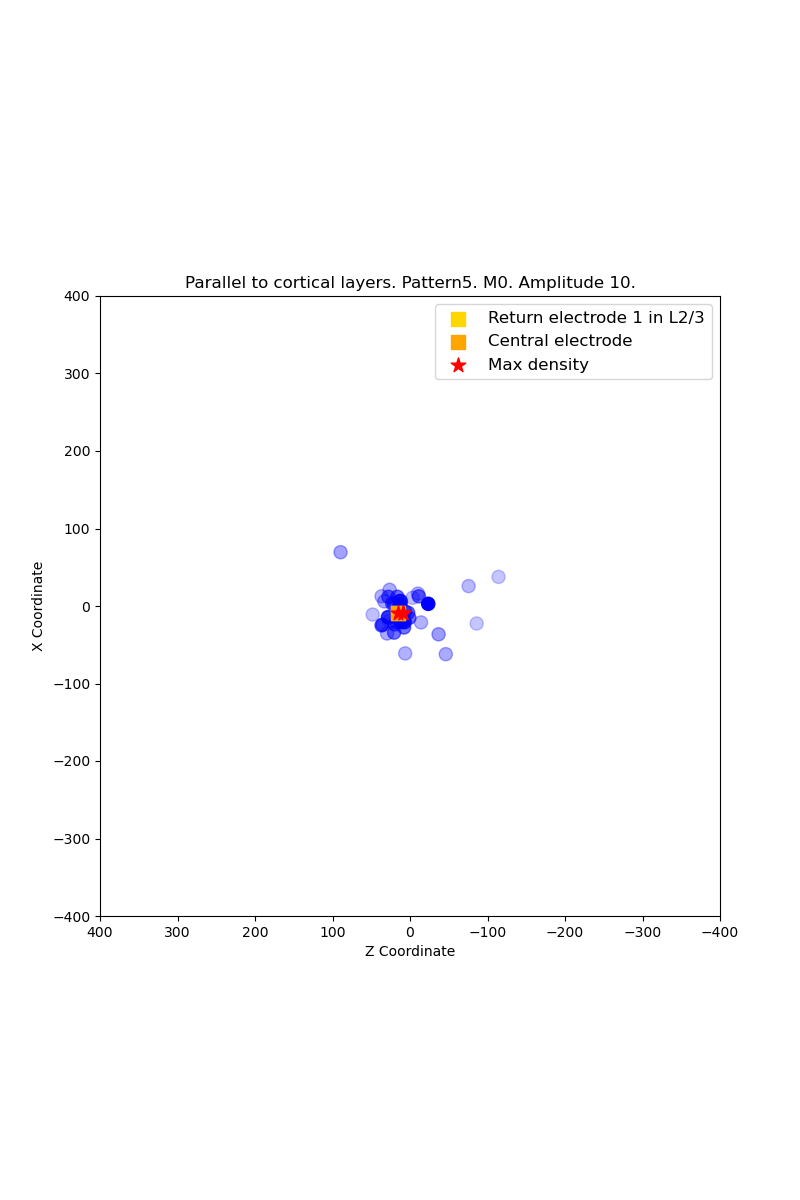 Parallel to cortical layers. Pattern5. M0. Amplitude 10.
Return electrode 1 in L2/3
Central electrode
Max density
400
300
200
100
0
−100
−200
−300
−400
X Coordinate
400 300 200 100 0 −100 −200 −300 −400
Z Coordinate